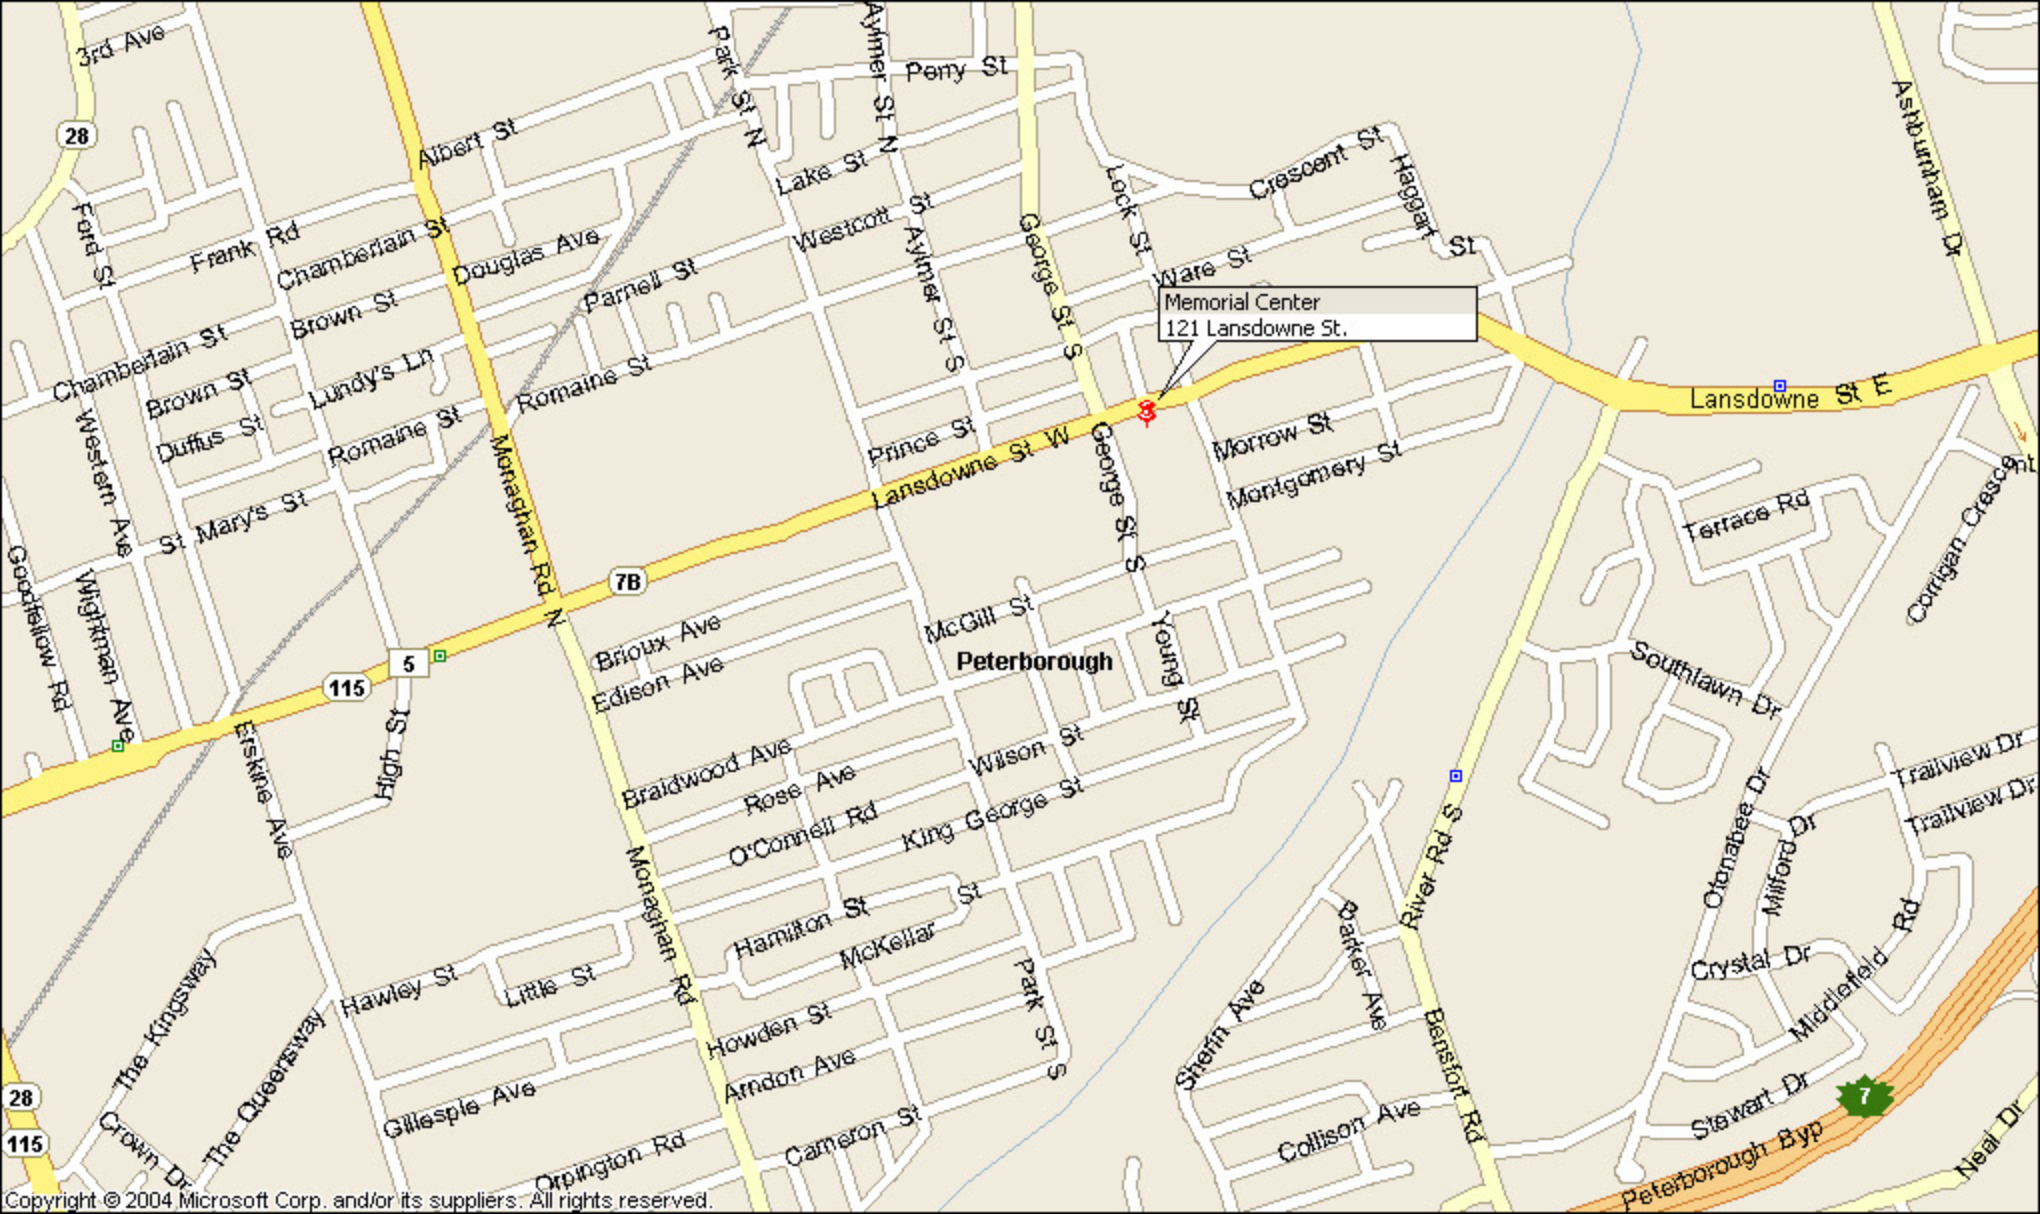 3rd Ave
Park St N
Aylmer St N
Perry St
28
Albert St
Ashburnham Dr
Lake St
Crescent St
Haggart
St
Lock St
Ford St
Frank Rd
Chamberlain St
Douglas Ave
Westcott St
Aylmer St S
George St S
Ware St
Parnell St
Brown St
Memorial Center
121 Lansdowne St.
Chamberlain St
Brown St
Lundy's Ln
Romaine St
Lansdowne St E
Duffus St
Romaine St
Western Ave
Monaghan Rd N
Prince St
Lansdowne St W
George St S
Morrow St
Montgomery St
St Mary's St
Terrace Rd
Corrigan Cresce
nt
Goodfellow Rd
Wightman Ave
7B
Brioux Ave
McGill St
Peterborough
Young St
Edison Ave
5
115
Southlawn Dr
Erskine Ave
High St
Braidwood Ave
Wilson St
Rose Ave
O'Connell Rd
King George St
Trailview Dr
Trailview Dr
Otonabee Dr
Milford Dr
River Rd S
Monaghan Rd
Hamilton St
McKellar
St
Barker Ave
Rd
Crystal Dr
Middlefield
Hawley St
Little St
Park St S
The Kingsway
The Queensway
Howden St
Arndon Ave
Sherin Ave
Bensfort Rd
28
115
Gillespie Ave
Crown Dr
Orpington Rd
Cameron St
Collison Ave
Stewart Dr
7
Peterborough Byp
Neal Dr
Copyright © 2004 Microsoft Corp. and/or its suppliers. All rights reserved.